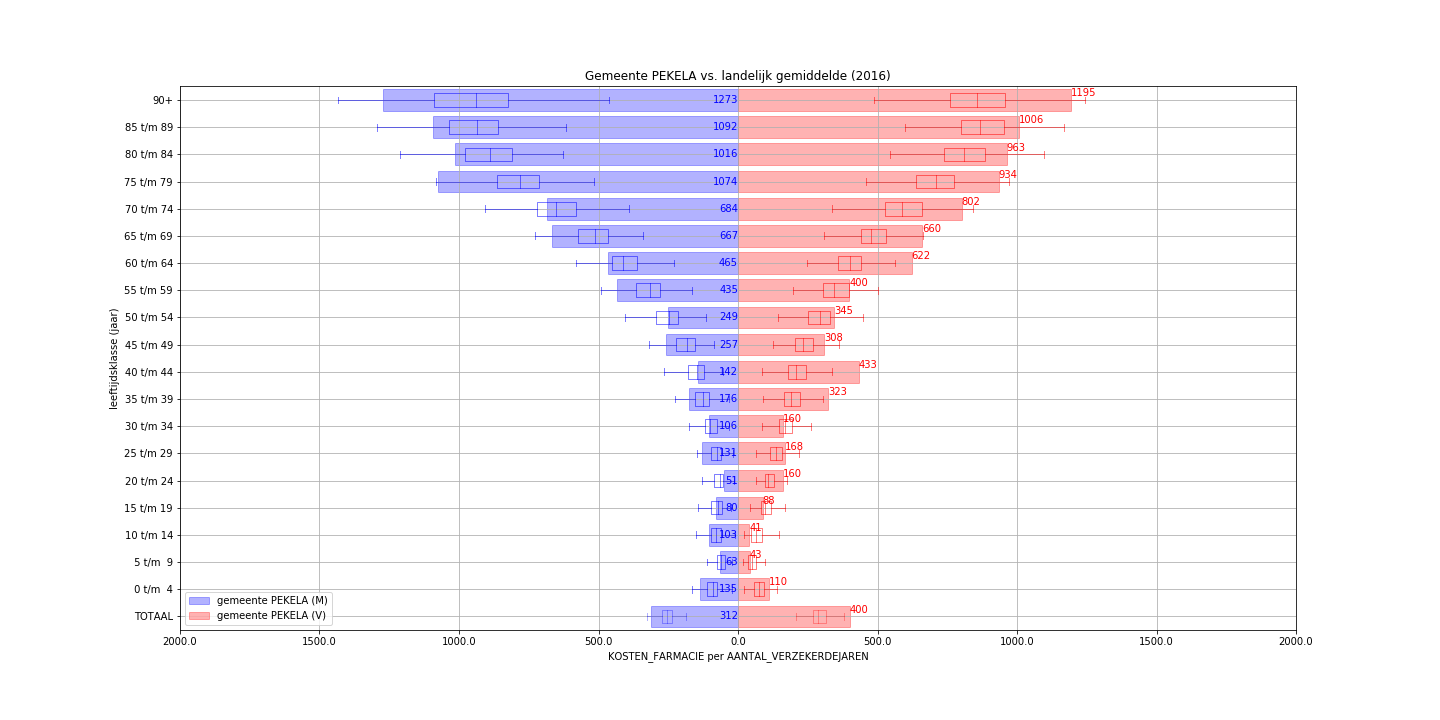 Gemeente PEKELA vs. landelijk gemiddelde (2016)
90+ 1273 1195
85 t/m 89 1092 1006
80 t/m 84 1016 963
75 t/m 79 1074 934
70 t/m 74 684 802
65 t/m 69 667 660
60 t/m 64 465 622
55 t/m 59 435 400
50 t/m 54 249 345
45 t/m 49 257 308
40 t/m 44 142 433
35 t/m 39 176 323
30 t/m 34 106 160
25 t/m 29 131 168
20 t/m 24 51 160
15 t/m 19 80 88
10 t/m 14 103 41
5 t/m 9 63 43
0 t/m 4 135 110
TOTAAL 312 400
leeftijdsklasse (jaar)
gemeente PEKELA (M)
gemeente PEKELA (V)
2000.0 1500.0 1000.0 500.0 0.0 500.0 1000.0 1500.0 2000.0
KOSTEN_FARMACIE per AANTAL_VERZEKERDEJAREN